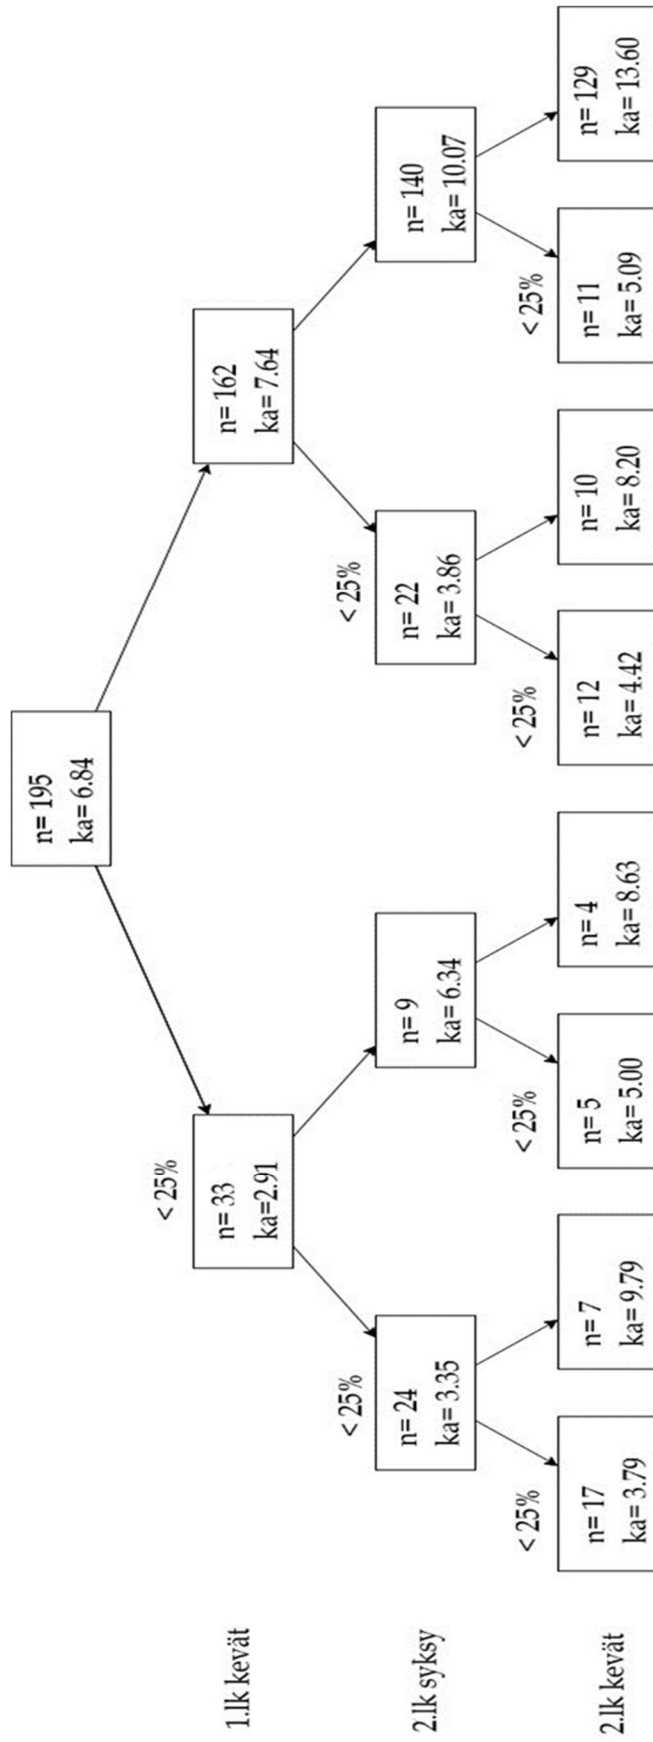 n= 195
ka= 6.84
1.lk kevät
< 25%
n= 33
ka=2.91
n= 162
ka= 7.64
2.lk syksy
< 25%
n= 24
ka= 3.35
n= 9
ka= 6.34
< 25%
n= 22
ka= 3.86
n= 140
ka= 10.07
2.lk kevät
< 25%
n= 17
ka= 3.79
n= 7
ka= 9.79
< 25%
n= 5
ka= 5.00
n= 4
ka= 8.63
< 25%
n= 12
ka= 4.42
n= 10
ka= 8.20
< 25%
n= 11
ka= 5.09
n= 129
ka= 13.60